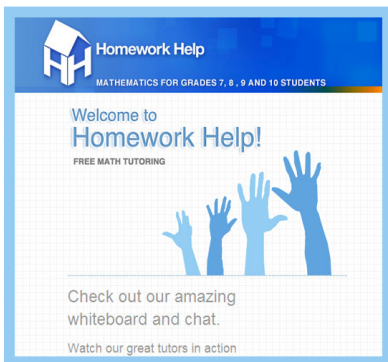 HH
Homework Help
MATHEMATICS FOR GRADES 7, 8 , 9 AND 10 STUDENTS
Welcome to
Homework Help!
FREE MATH TUTORING
Check out our amazing
whiteboard and chat.
Watch our great tutors in action